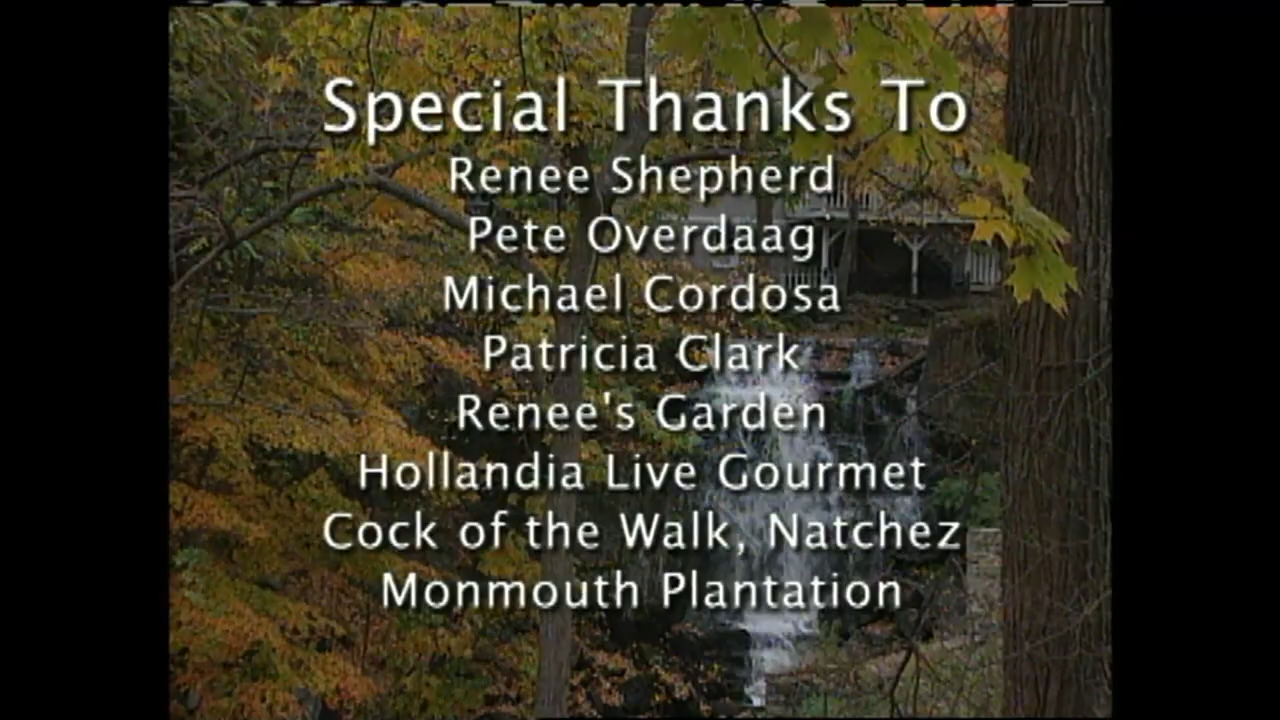 Special Thanks To
Renee Shepherd
Pete Overdaag
Michael Cordosa
Patricia Clark
Renee's Garden
Hollandia Live Gourmet
Cock of the Walk, Natchez
Monmouth Plantation